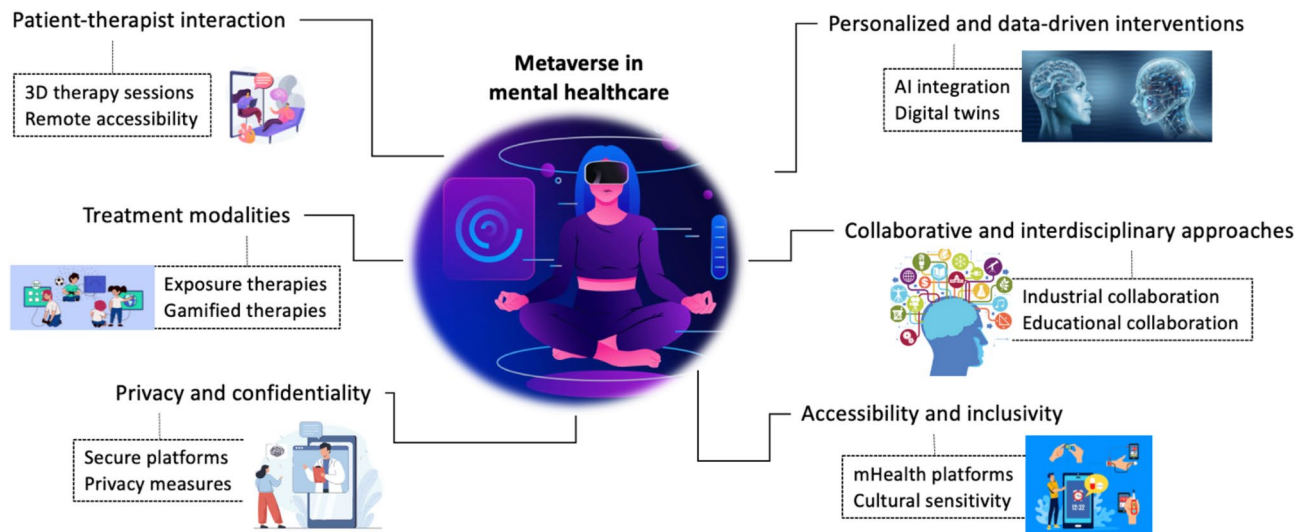 Patient-therapist interaction
3D therapy sessions
Remote accessibility
Treatment modalities
Exposure therapies
Gamified therapies
Privacy and confidentiality
Secure platforms
Privacy measures
Metaverse in
mental healthcare
Personalized and data-driven interventions
AI integration
Digital twins
Collaborative and interdisciplinary approaches
Industrial collaboration
Educational collaboration
Accessibility and inclusivity
mHealth platforms
Cultural sensitivity